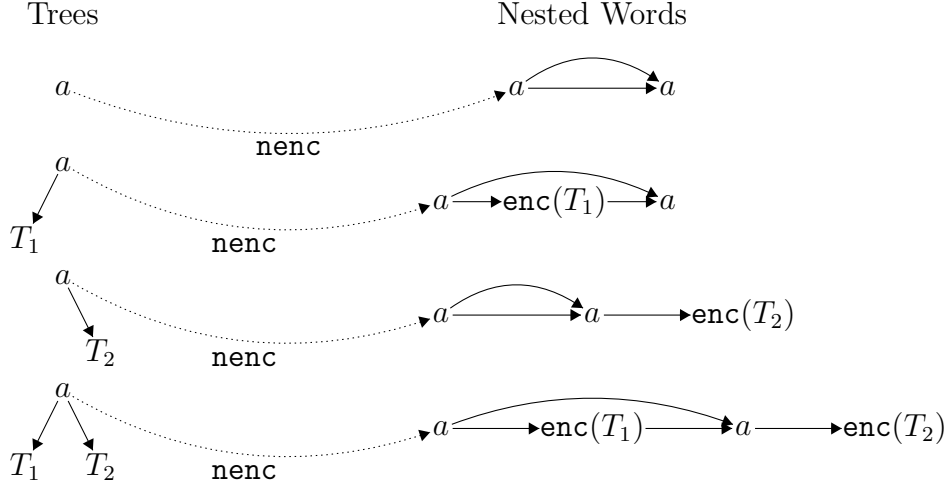 Trees Nested Words
a a a
nenc
a a enc(T₁) a
T₁ nenc
a a a enc(T₂)
T₂ nenc
a a enc(T₁) a enc(T₂)
T₁ T₂ nenc